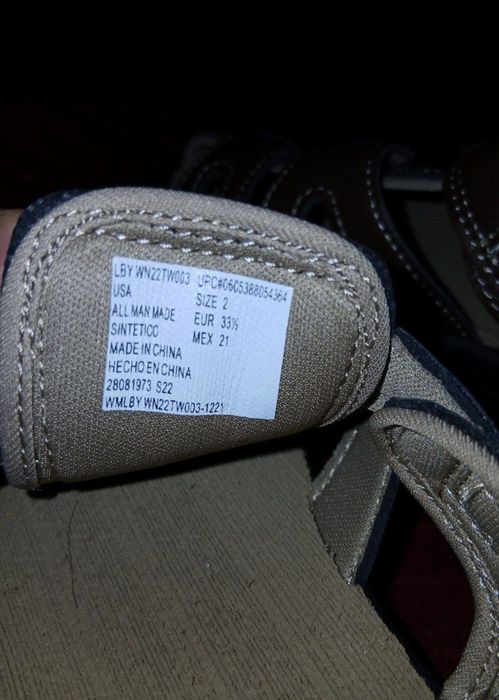 LBY WN22TW003 UPC#0605388054364
USA SIZE 2
ALL MAN MADE EUR 33½
SINTETICO MEX 21
MADE IN CHINA
HECHO EN CHINA
28081973 S22
WMLBY WN22TW003-1221